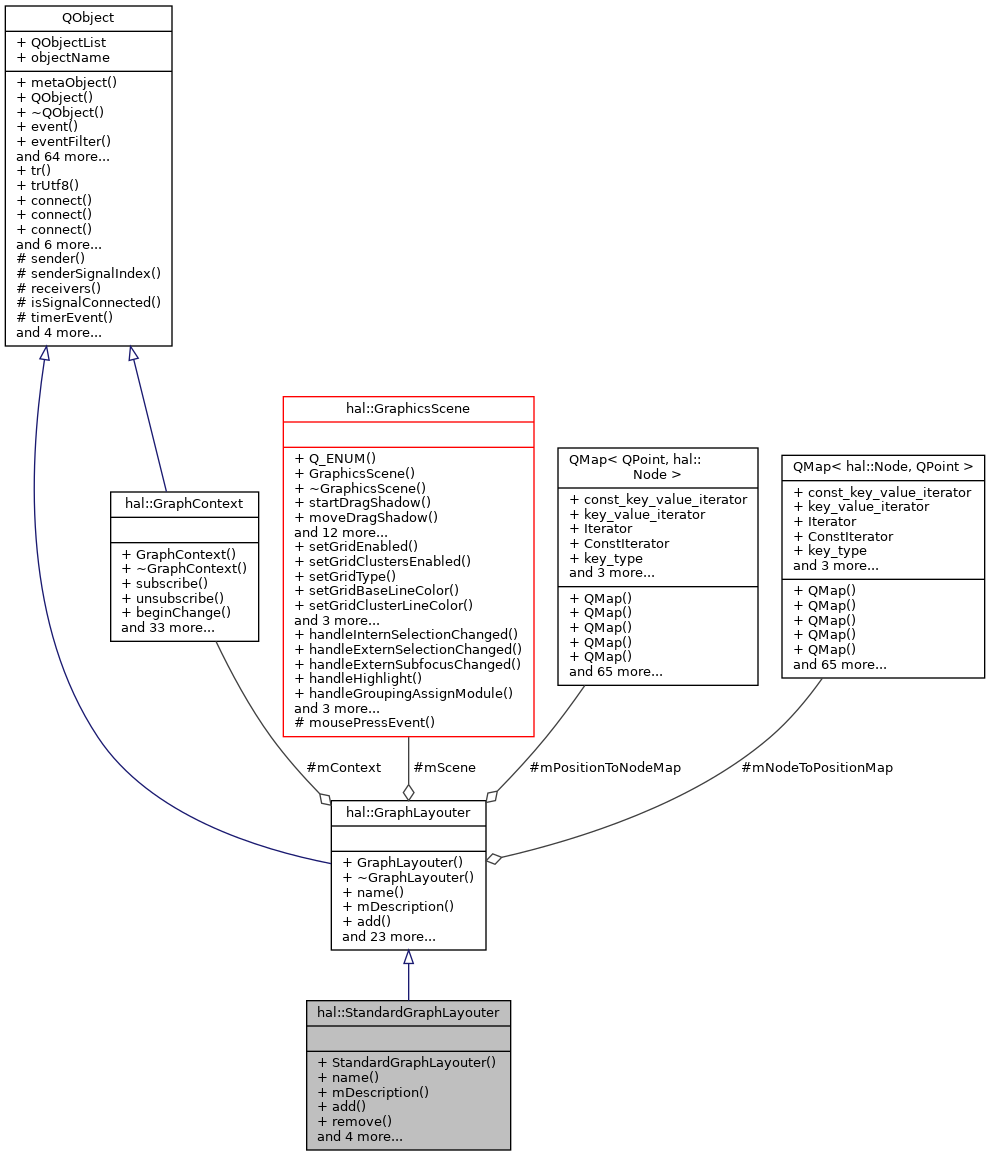 QObject
+ QObjectList
+ objectName
+ metaObject()
+ QObject()
+ ~QObject()
+ event()
+ eventFilter()
and 64 more...
+ tr()
+ trUtf8()
+ connect()
+ connect()
+ connect()
and 6 more...
# sender()
# senderSignalIndex()
# receivers()
# isSignalConnected()
# timerEvent()
and 4 more...
hal::GraphContext
+ GraphContext()
+ ~GraphContext()
+ subscribe()
+ unsubscribe()
+ beginChange()
and 33 more...
hal::GraphicsScene
+ Q_ENUM()
+ GraphicsScene()
+ ~GraphicsScene()
+ startDragShadow()
+ moveDragShadow()
and 12 more...
+ setGridEnabled()
+ setGridClustersEnabled()
+ setGridType()
+ setGridBaseLineColor()
+ setGridClusterLineColor()
and 3 more...
+ handleInternSelectionChanged()
+ handleExternSelectionChanged()
+ handleExternSubfocusChanged()
+ handleHighlight()
+ handleGroupingAssignModule()
and 3 more...
# mousePressEvent()
QMap< QPoint, hal::
Node >
+ const_key_value_iterator
+ key_value_iterator
+ Iterator
+ ConstIterator
+ key_type
and 3 more...
+ QMap()
+ QMap()
+ QMap()
+ QMap()
+ QMap()
and 65 more...
QMap< hal::Node, QPoint >
+ const_key_value_iterator
+ key_value_iterator
+ Iterator
+ ConstIterator
+ key_type
and 3 more...
+ QMap()
+ QMap()
+ QMap()
+ QMap()
+ QMap()
and 65 more...
#mContext
#mScene
#mPositionToNodeMap
#mNodeToPositionMap
hal::GraphLayouter
+ GraphLayouter()
+ ~GraphLayouter()
+ name()
+ mDescription()
+ add()
and 23 more...
hal::StandardGraphLayouter
+ StandardGraphLayouter()
+ name()
+ mDescription()
+ add()
+ remove()
and 4 more...